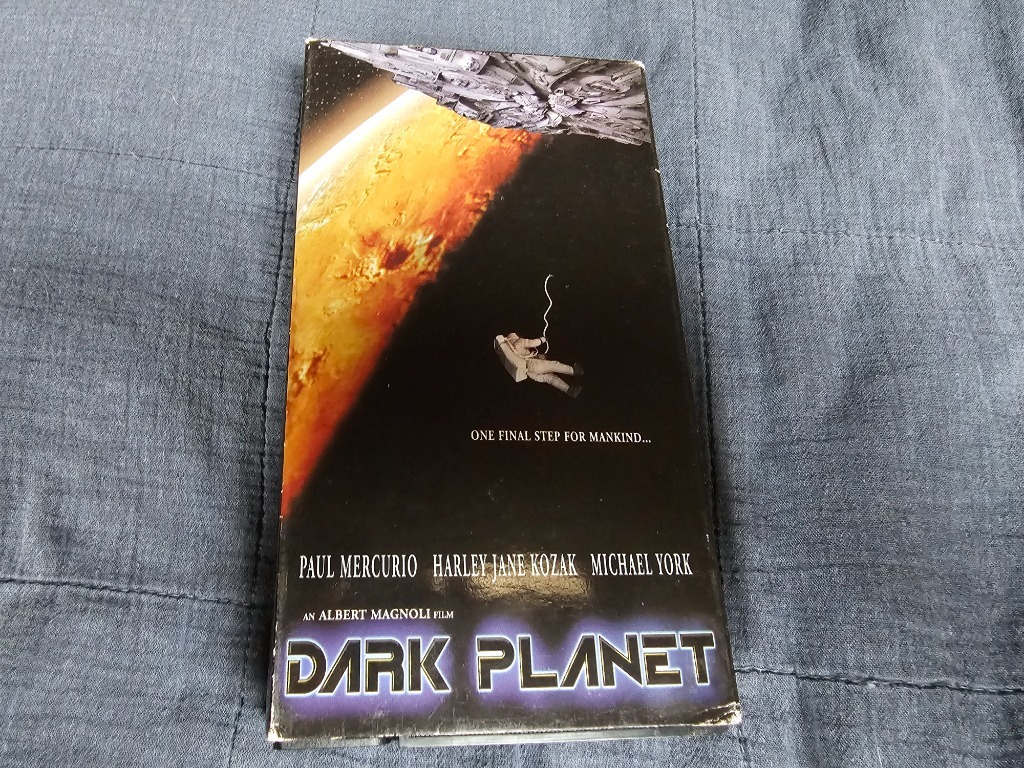 ONE FINAL STEP FOR MANKIND...
PAUL MERCURIO HARLEY JANE KOZAK MICHAEL YORK
AN ALBERT MAGNOLI FILM
DARK PLANET